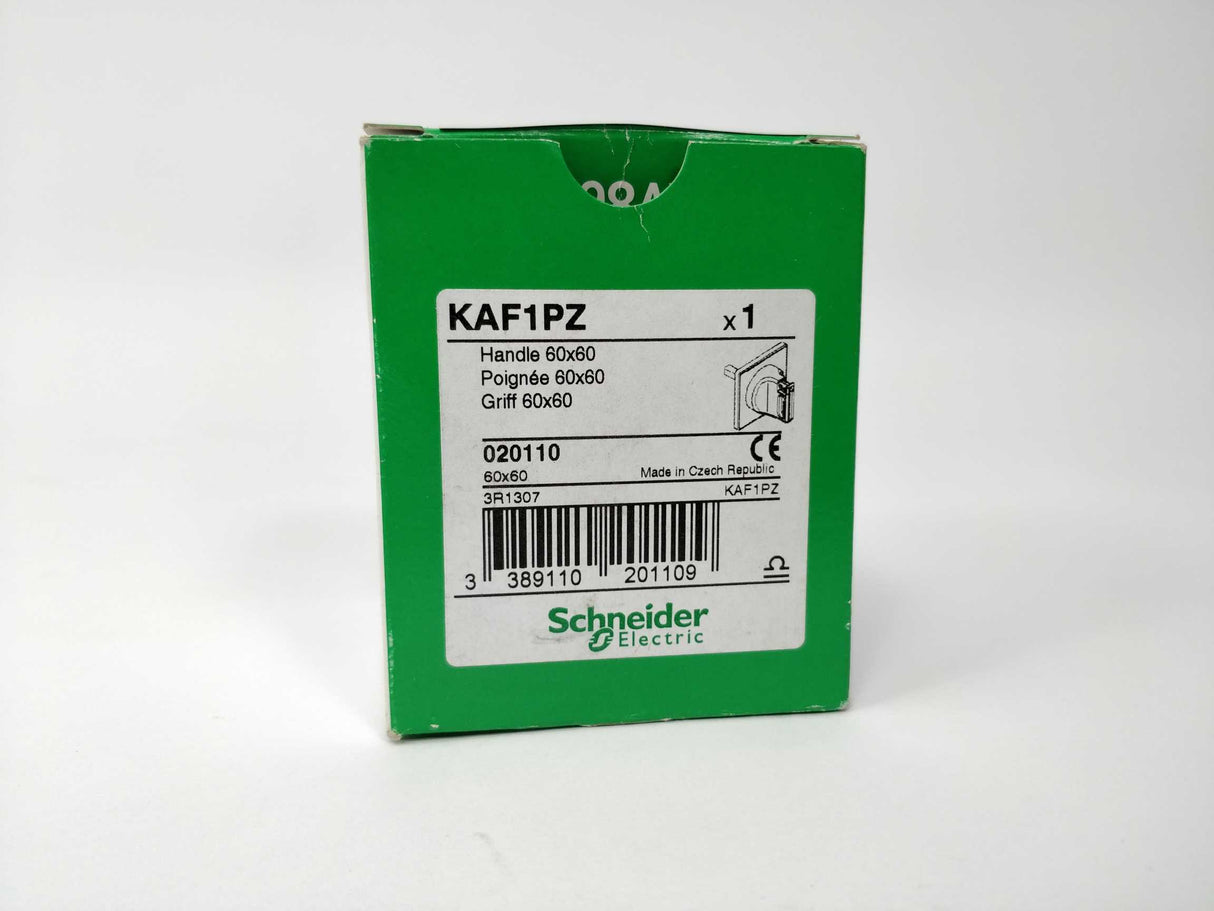 KAF1PZ x 1
Handle 60x60
Poignée 60x60
Griff 60x60
020110 CE
60x60 Made in Czech Republic
3R1307 KAF1PZ
3 389110 201109
Schneider
Electric